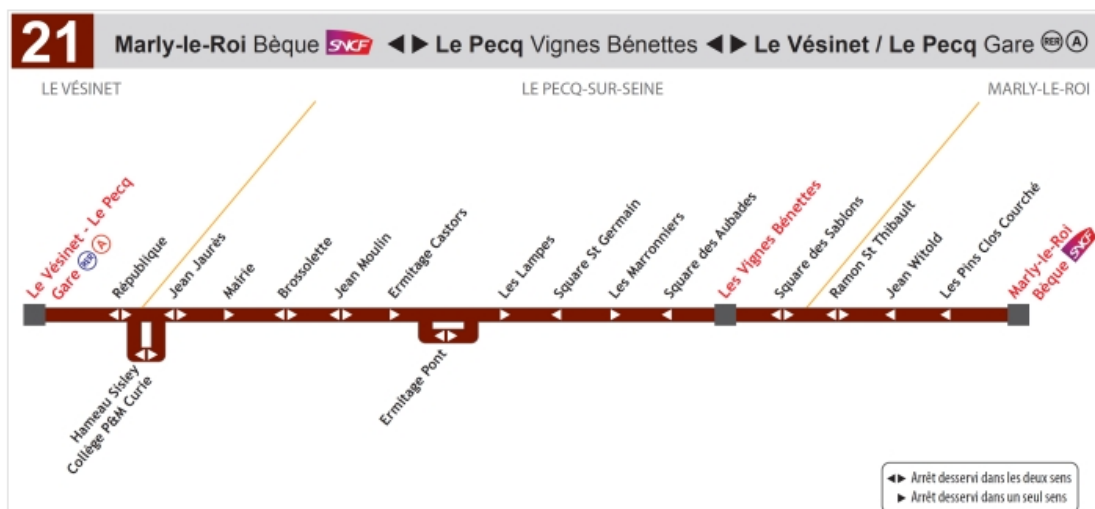 21 Marly-le-Roi Bèque SNCF ◄► Le Pecq Vignes Bénettes ◄► Le Vésinet / Le Pecq Gare RER A
LE VÉSINET LE PECQ-SUR-SEINE MARLY-LE-ROI
Le Vésinet - Le Pecq
Gare RER A
République
Hameau Sisley
Collége P&M Curie
Jean Jaurès
Mairie
Brossolette
Jean Moulin
Ermitage Castors
Ermitage Pont
Les Lampes
Square St Germain
Les Marronniers
Square des Aubades
Les Vignes Bénettes
Square des Sablons
Ramon St Thibault
Jean Witold
Les Pins Clos Courché
Marly-le-Roi
Bèque SNCF
◄► Arrêt desservi dans les deux sens
► Arrêt desservi dans un seul sens